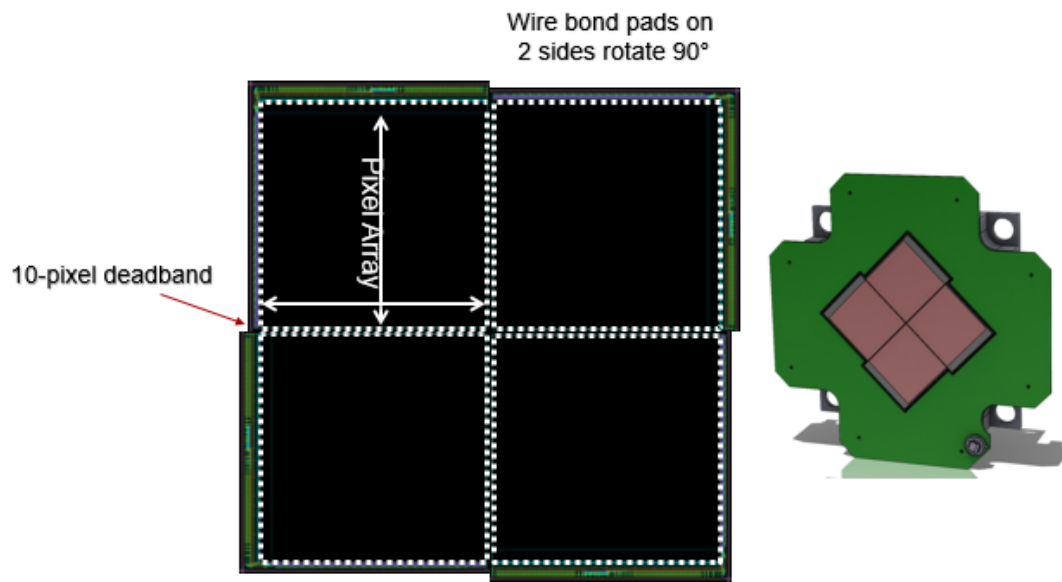 Wire bond pads on
2 sides rotate 90°
Pixel Array
10-pixel deadband